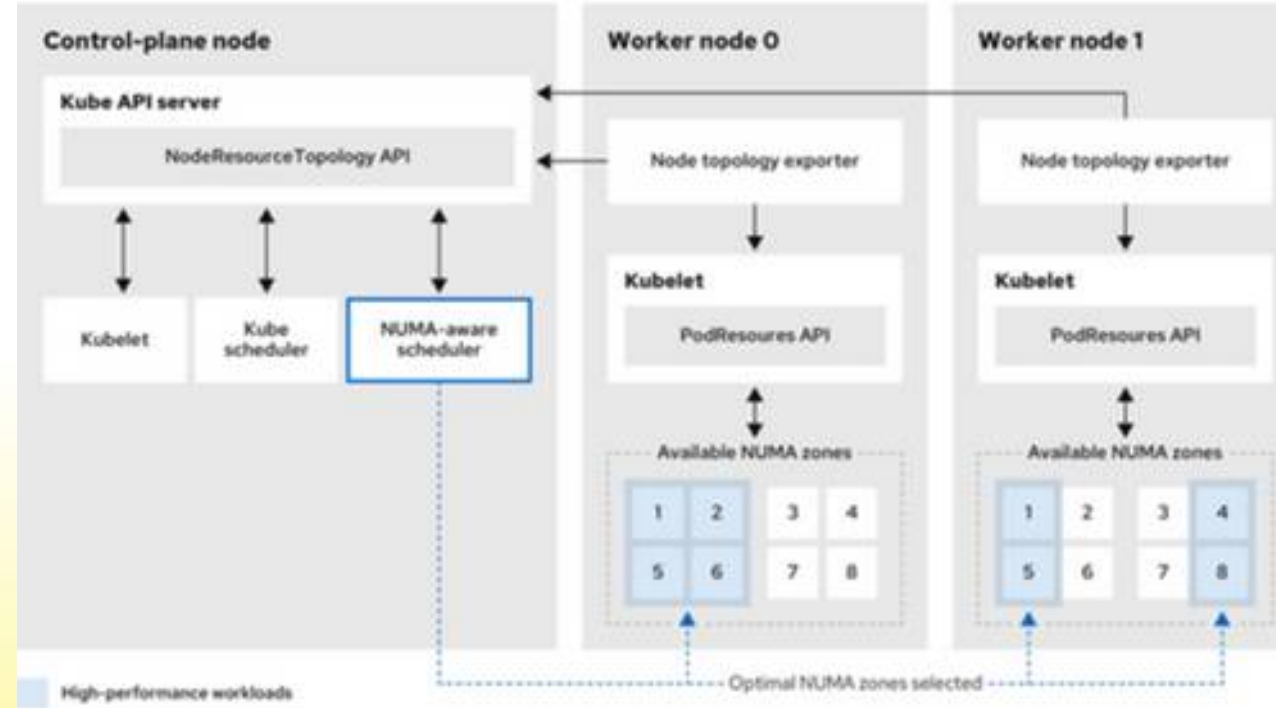 Control-plane node
Kube API server
NodeResourceTopology API
Kubelet
Kube
scheduler
NUMA-aware
scheduler
Worker node 0
Node topology exporter
Kubelet
PodResoures API
Available NUMA zones
1 2 3 4
5 6 7 8
Worker node 1
Node topology exporter
Kubelet
PodResoures API
Available NUMA zones
1 2 3 4
5 6 7 8
Optimal NUMA zones selected
High-performance workloads